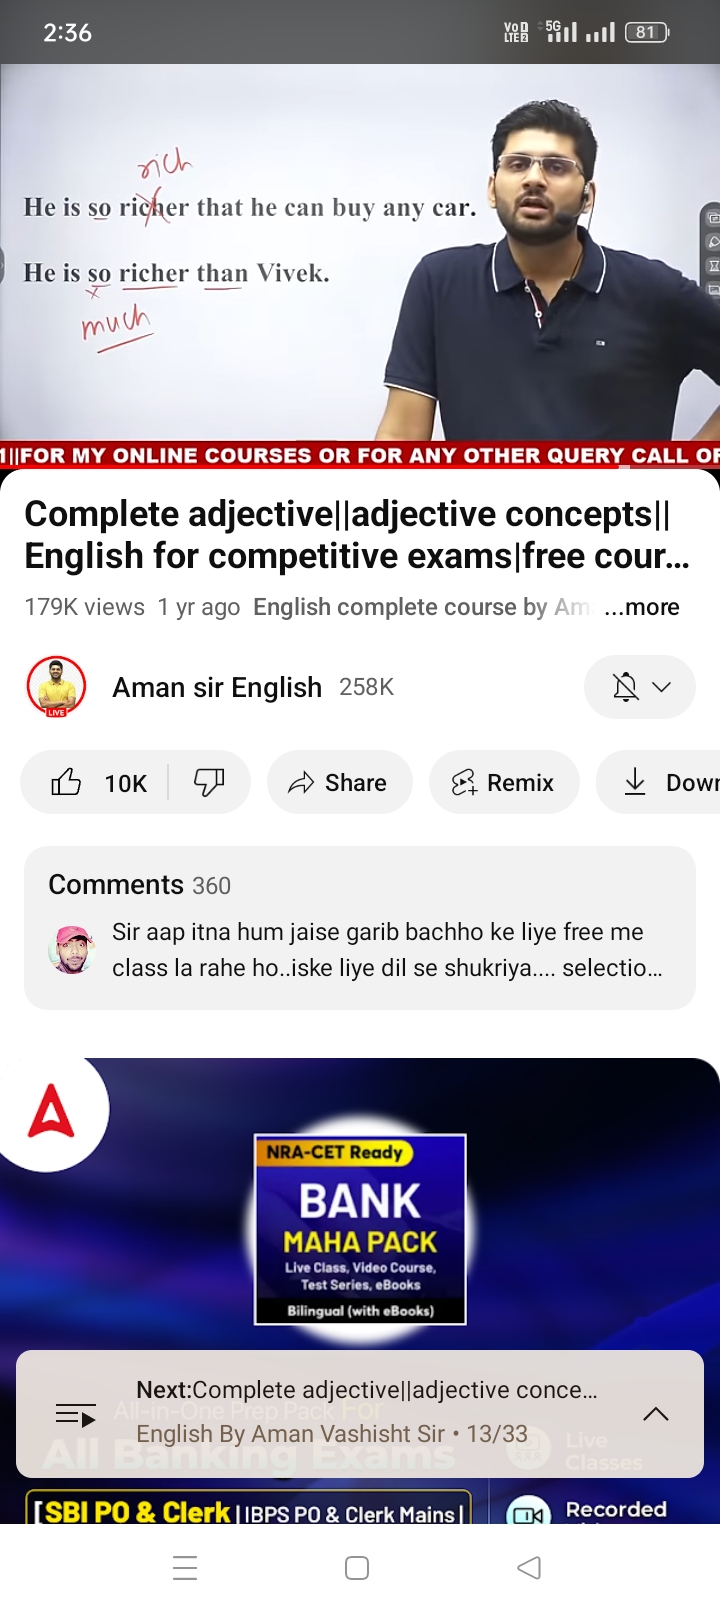 2:36
VoD LTE2 5G 81
rich
He is so richer that he can buy any car.
He is so richer than Vivek.
much
1||FOR MY ONLINE COURSES OR FOR ANY OTHER QUERY CALL OR
Complete adjective||adjective concepts||
English for competitive exams|free cour...
179K views 1 yr ago English complete course by Am ...more
LIVE
Aman sir English 258K
10K Share Remix Down
Comments 360
Sir aap itna hum jaise garib bachho ke liye free me
class la rahe ho..iske liye dil se shukriya.... selectio...
NRA-CET Ready
BANK
MAHA PACK
Live Class, Video Course,
Test Series, eBooks
Bilingual (with eBooks)
Next:Complete adjective||adjective conce...
All-in-One Prep Pack For
English By Aman Vashisht Sir • 13/33
All Banking Exams
Live
Classes
[SBI PO & Clerk | IBPS PO & Clerk Mains |
Recorded